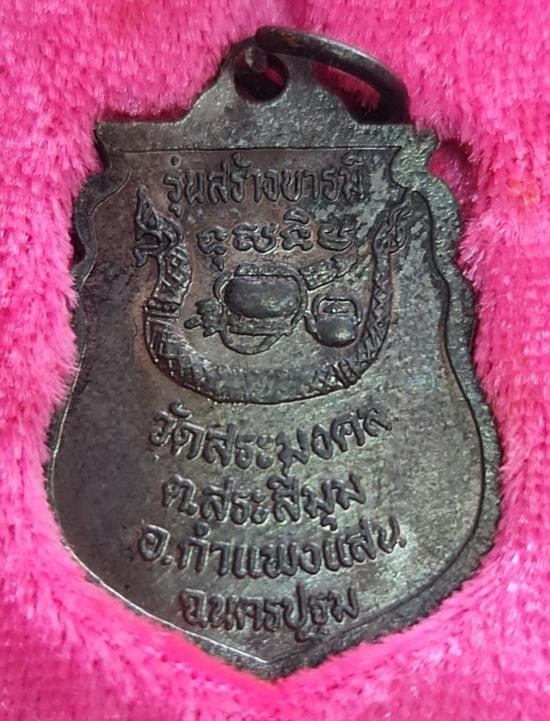 รุ่นสร้างบารมี
วัดสระมงคล
ต.สระสี่มุม
อ.กำแพงแสน
จ.นครปฐม